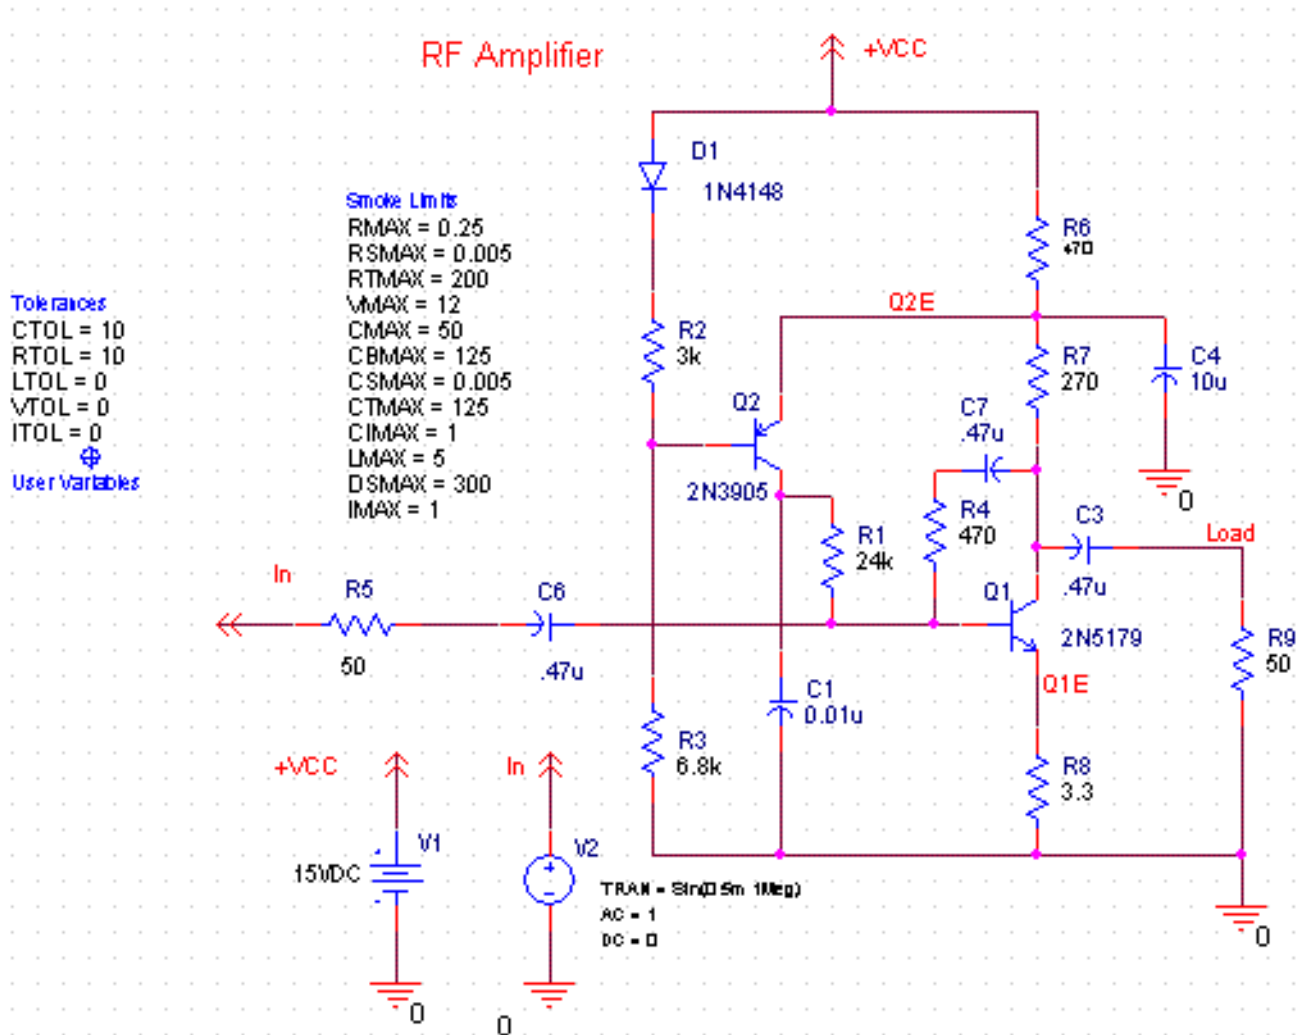 RF Amplifier
+VCC
D1
1N4148
Smoke Limits
RMAX = 0.25
RSMAX = 0.005
RTMAX = 200
VMAX = 12
CMAX = 50
CBMAX = 125
CSMAX = 0.005
CTMAX = 125
CIMAX = 1
LMAX = 5
DSMAX = 300
IMAX = 1
Tolerances
CTOL = 10
RTOL = 10
LTOL = 0
VTOL = 0
ITOL = 0
User Variables
R6
470
Q2E
R2
3k
R7
270
C4
10u
0
Q2
2N3905
C7
.47u
R4
470
R1
24k
C3
.47u
Load
In
R5
50
C6
.47u
Q1
2N5179
Q1E
R9
50
C1
0.01u
R3
6.8k
R8
3.3
0
+VCC
V1
15VDC
0
In
V2
TRAN = Sin(0 5m 1Meg)
AC = 1
DC = 0
0